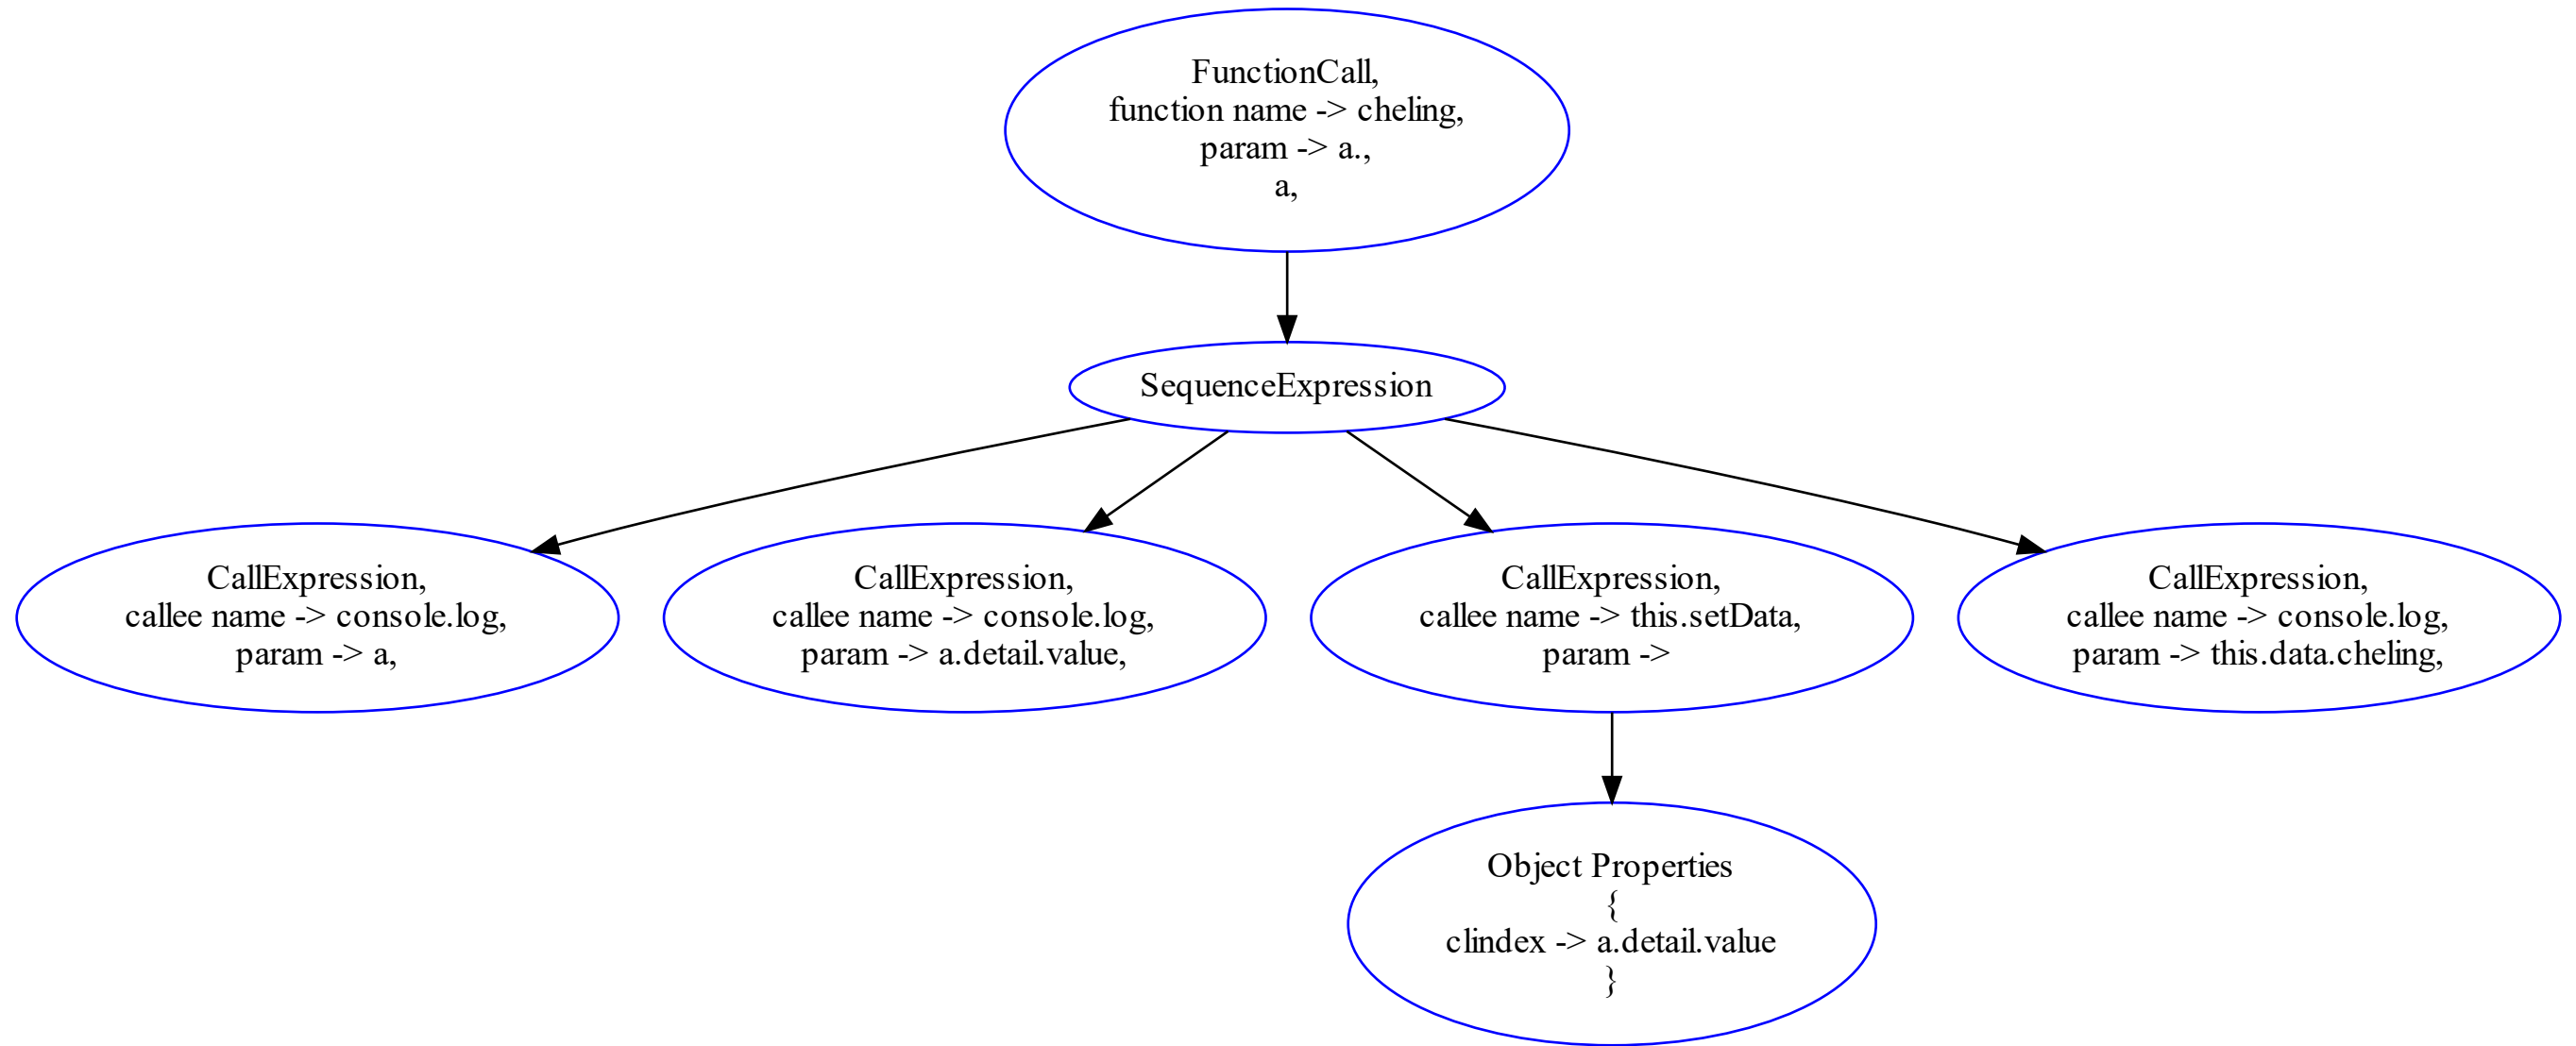 FunctionCall,
function name -> cheling,
param -> a.,
a,
SequenceExpression
CallExpression,
callee name -> console.log,
param -> a,
CallExpression,
callee name -> console.log,
param -> a.detail.value,
CallExpression,
callee name -> this.setData,
param ->
CallExpression,
callee name -> console.log,
param -> this.data.cheling,
Object Properties
{
clindex -> a.detail.value
}